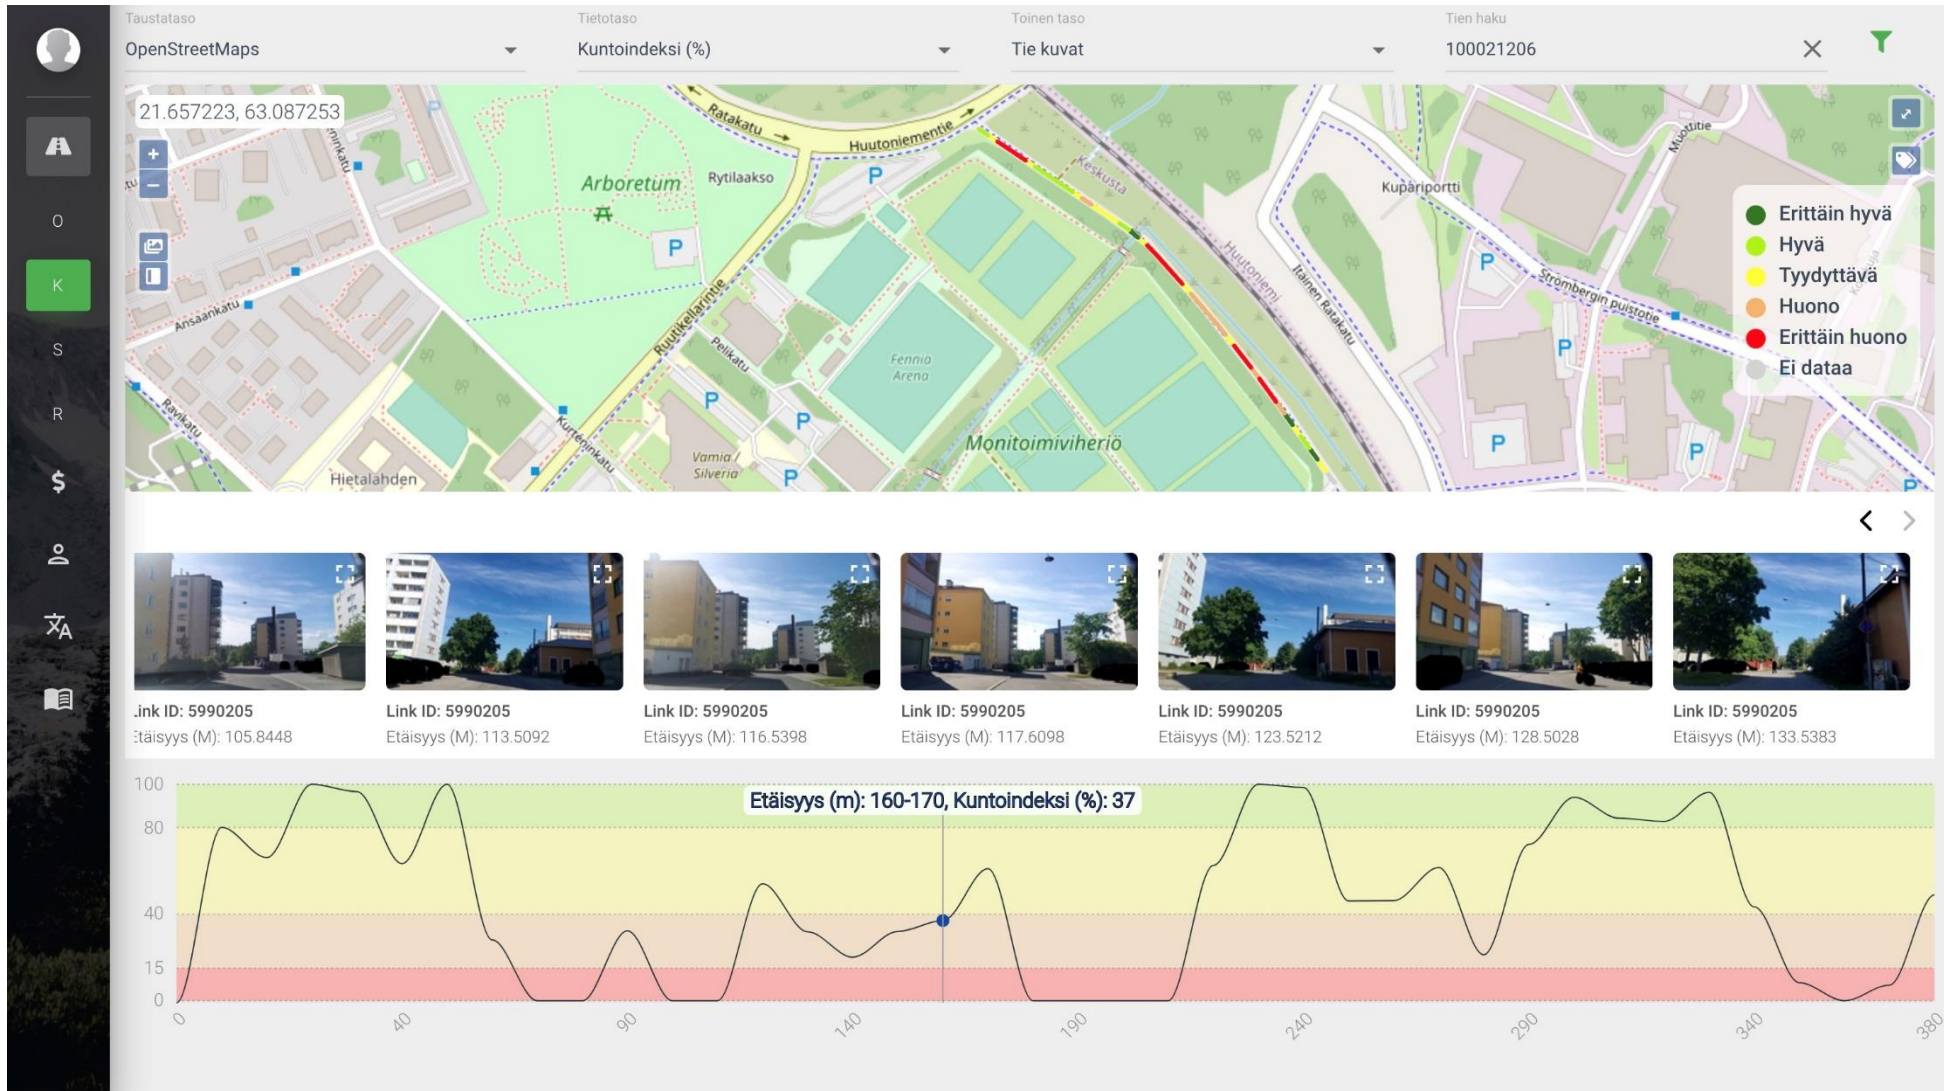 Taustataso
Tietotaso
Toinen taso
Tien haku
OpenStreetMaps
Kuntoindeksi (%)
Tie kuvat
100021206
21.657223, 63.087253
Ratakatu
Huutoniementie
Arboretum
Rytilaakso
Keskusta
Kupariportti
Muottitie
Huutoniemi
Itäinen Ratakatu
Strömbergin puistotie
Ansaankatu
Ruutikellarintie
Pelikatu
Fennia
Arena
Ravikatu
Kurteninkatu
Monitoimiviheriö
Vamia /
Silveria
Hietalahden
P
P
P
P
P
P
P
P
P
P
P
P
Erittäin hyvä
Hyvä
Tyydyttävä
Huono
Erittäin huono
Ei dataa
O
K
S
R
$
Link ID: 5990205
Etäisyys (M): 105.8448
Link ID: 5990205
Etäisyys (M): 113.5092
Link ID: 5990205
Etäisyys (M): 116.5398
Link ID: 5990205
Etäisyys (M): 117.6098
Link ID: 5990205
Etäisyys (M): 123.5212
Link ID: 5990205
Etäisyys (M): 128.5028
Link ID: 5990205
Etäisyys (M): 133.5383
Etäisyys (m): 160-170, Kuntoindeksi (%): 37
100
80
40
15
0
0 40 90 140 190 240 290 340 380